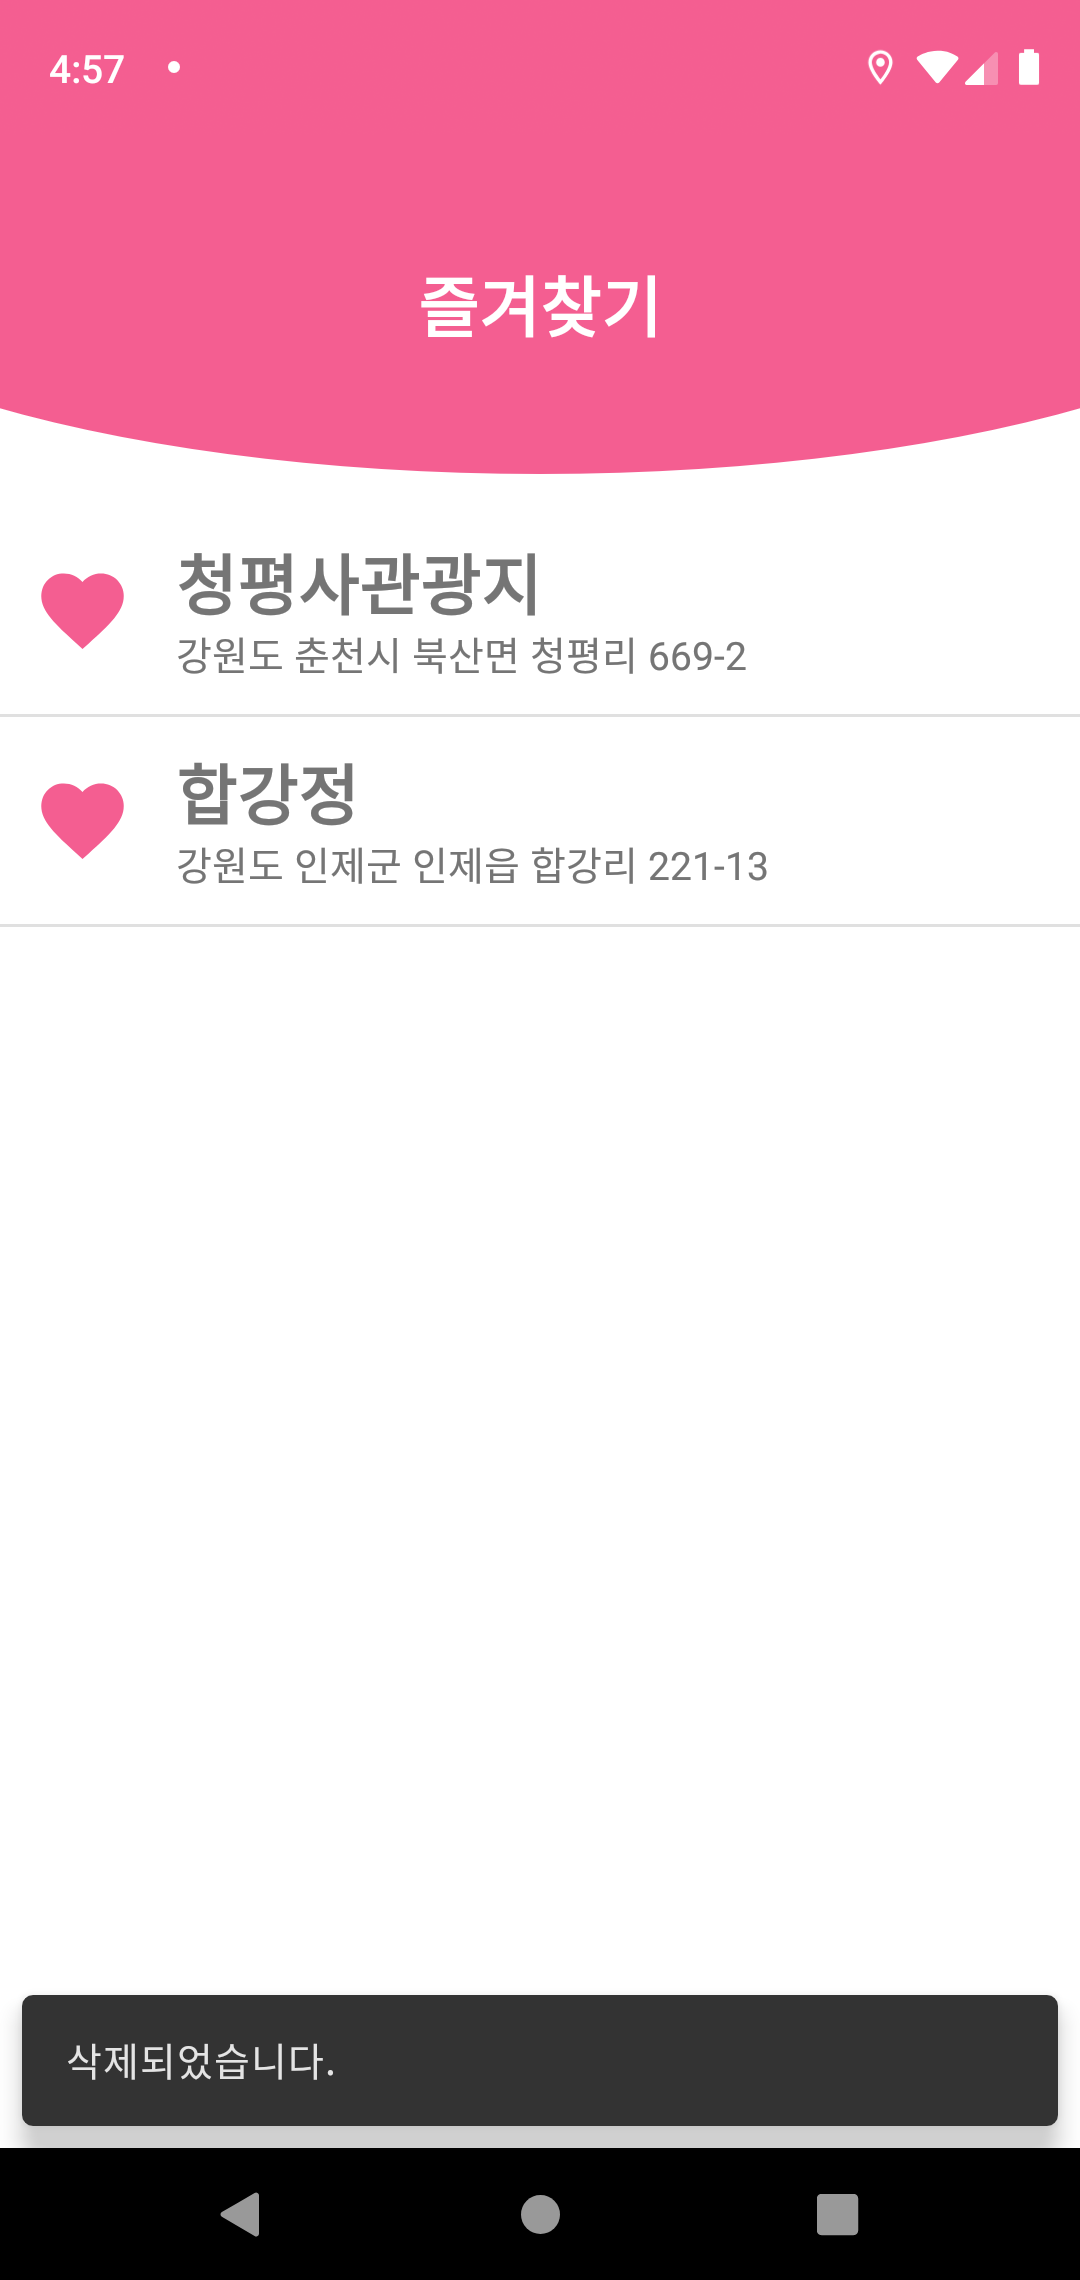 4:57
즐겨찾기
청평사관광지
강원도 춘천시 북산면 청평리 669-2
합강정
강원도 인제군 인제읍 합강리 221-13
삭제되었습니다.